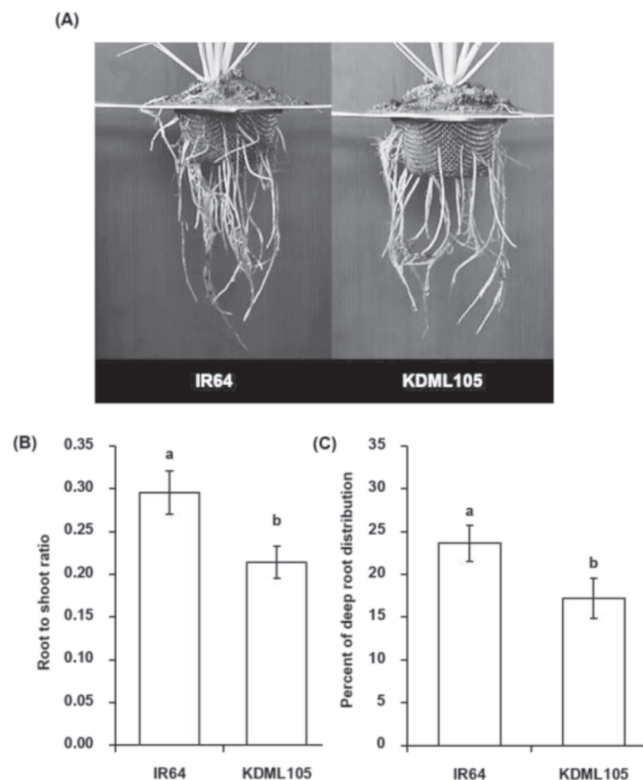 (A)
IR64
KDML105
(B)
Root to shoot ratio
0.35
0.30
0.25
0.20
0.15
0.10
0.05
0.00
a
b
IR64
KDML105
(C)
Percent of deep root distribution
35
30
25
20
15
10
5
0
a
b
IR64
KDML105